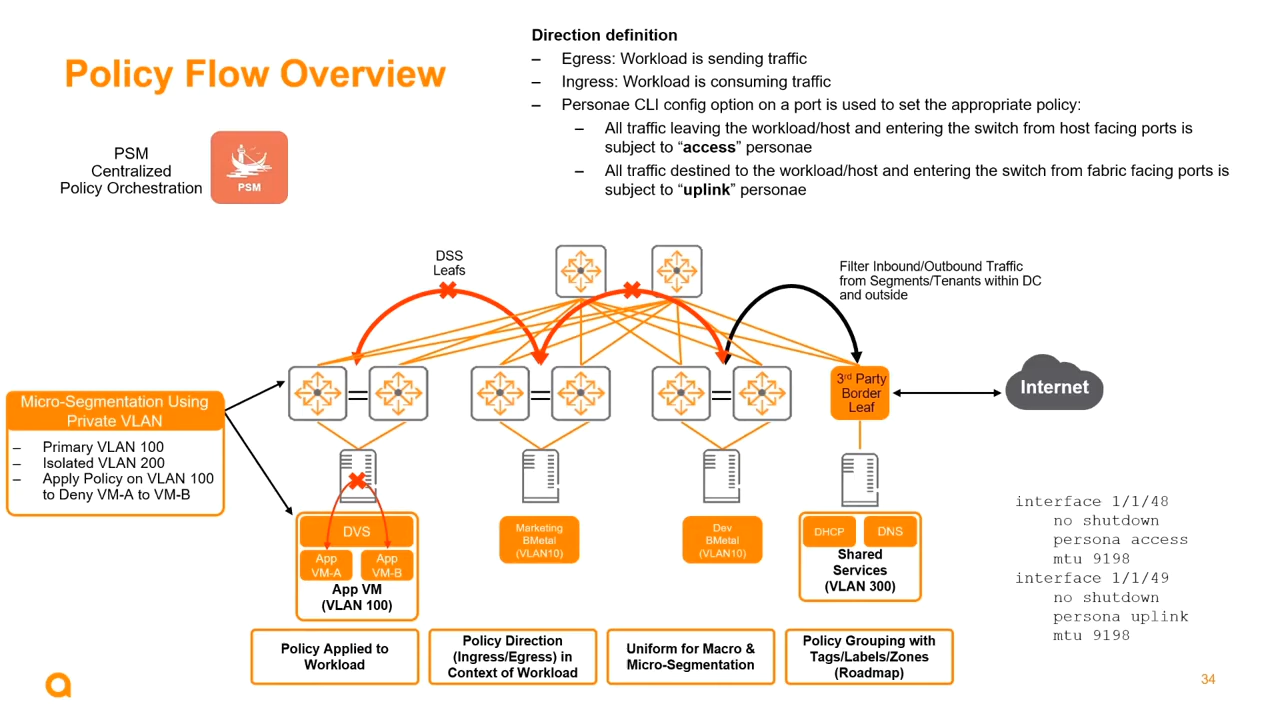 Policy Flow Overview
PSM
Centralized
Policy Orchestration
PSM
Direction definition
– Egress: Workload is sending traffic
– Ingress: Workload is consuming traffic
– Personae CLI config option on a port is used to set the appropriate policy:
– All traffic leaving the workload/host and entering the switch from host facing ports is
subject to “access” personae
– All traffic destined to the workload/host and entering the switch from fabric facing ports is
subject to “uplink” personae
DSS
Leafs
Filter Inbound/Outbound Traffic
from Segments/Tenants within DC
and outside
3rd Party
Border
Leaf
Internet
Micro-Segmentation Using
Private VLAN
– Primary VLAN 100
– Isolated VLAN 200
– Apply Policy on VLAN 100
to Deny VM-A to VM-B
DVS
App
VM-A
App
VM-B
App VM
(VLAN 100)
Marketing
BMetal
(VLAN10)
Dev
BMetal
(VLAN10)
DHCP
DNS
Shared
Services
(VLAN 300)
interface 1/1/48
no shutdown
persona access
mtu 9198
interface 1/1/49
no shutdown
persona uplink
mtu 9198
Policy Applied to
Workload
Policy Direction
(Ingress/Egress) in
Context of Workload
Uniform for Macro &
Micro-Segmentation
Policy Grouping with
Tags/Labels/Zones
(Roadmap)
34